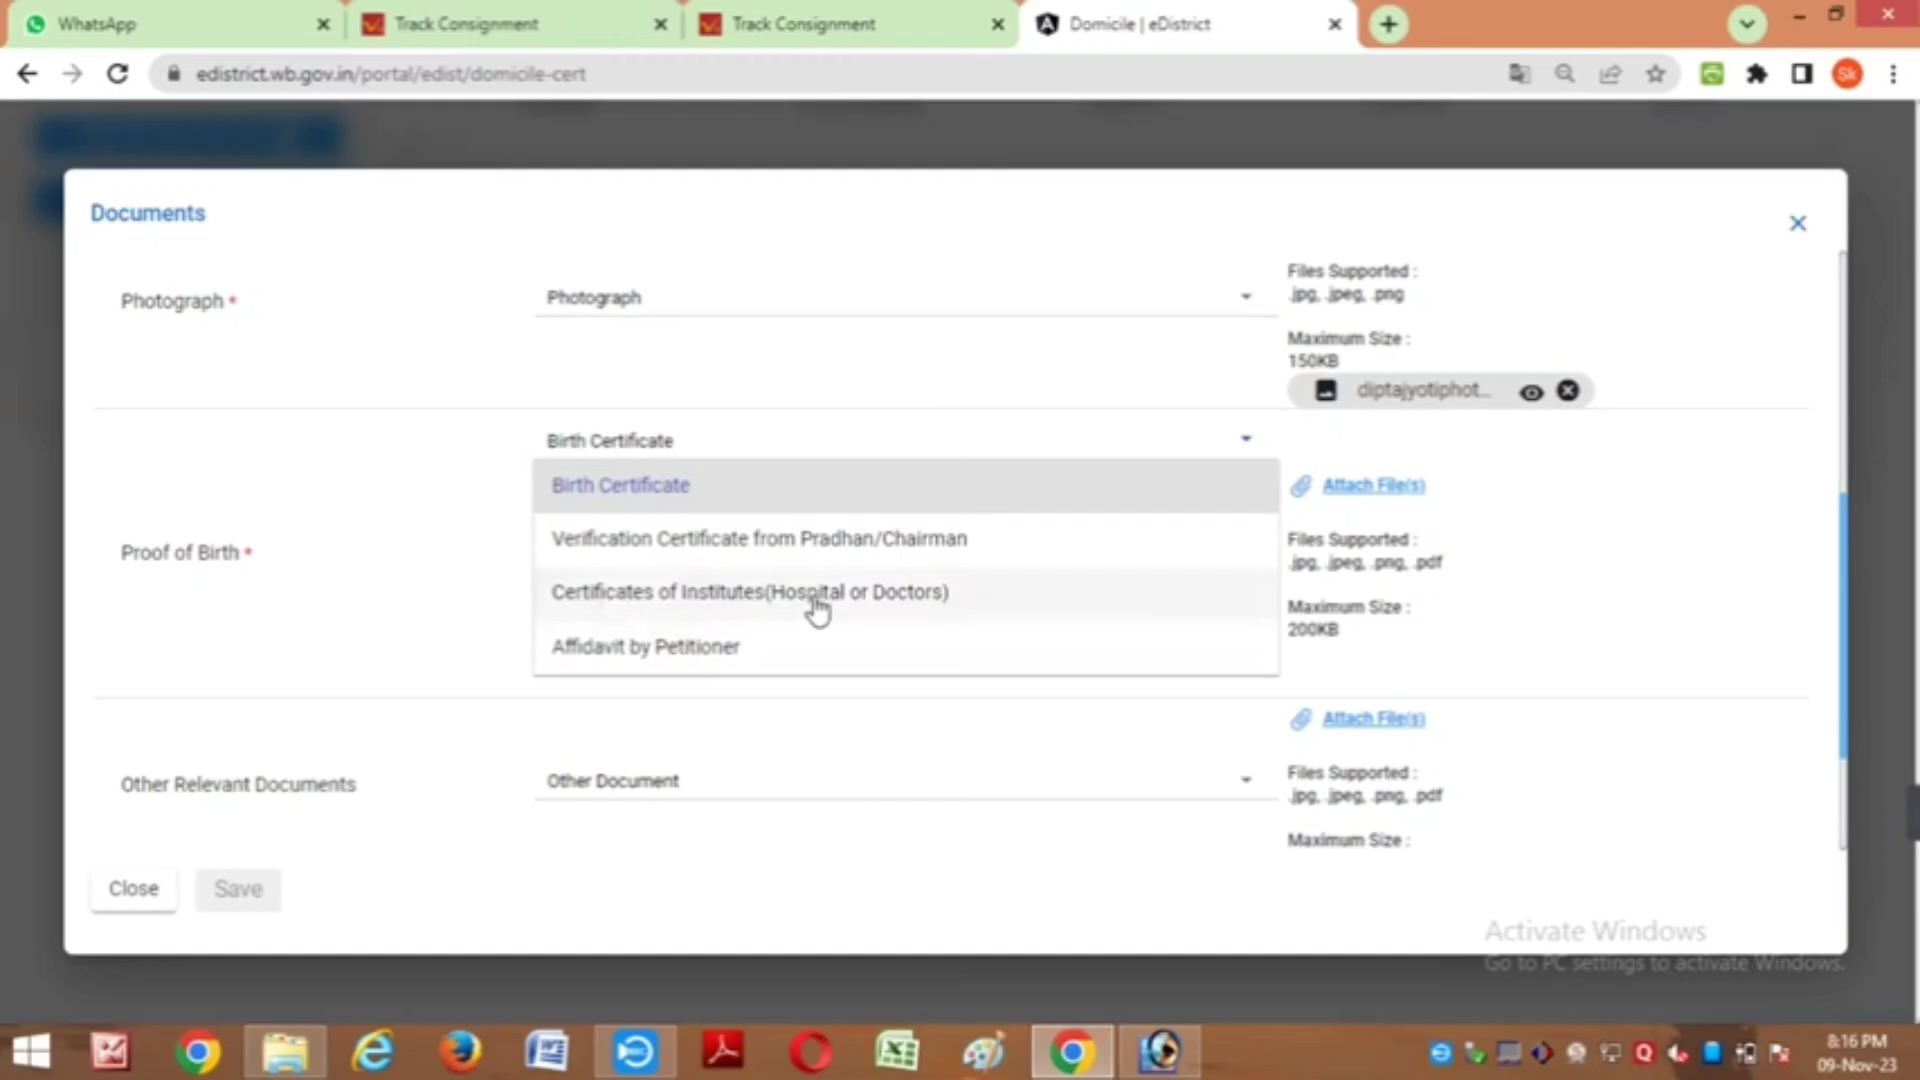 WhatsApp
Track Consignment
Track Consignment
Domicile | eDistrict
edistrict.wb.gov.in/portal/edist/domicile-cert
Sk
Documents
Photograph *
Photograph
Files Supported :
.jpg, .jpeg, .png
Maximum Size :
150KB
diptajyotiphot...
Proof of Birth *
Birth Certificate
Birth Certificate
Verification Certificate from Pradhan/Chairman
Certificates of Institutes(Hospital or Doctors)
Affidavit by Petitioner
Attach File(s)
Files Supported :
.jpg, .jpeg, .png, .pdf
Maximum Size :
200KB
Other Relevant Documents
Other Document
Attach File(s)
Files Supported :
.jpg, .jpeg, .png, .pdf
Maximum Size :
Close
Save
Activate Windows
Go to PC settings to activate Windows.
8:16 PM
09-Nov-23